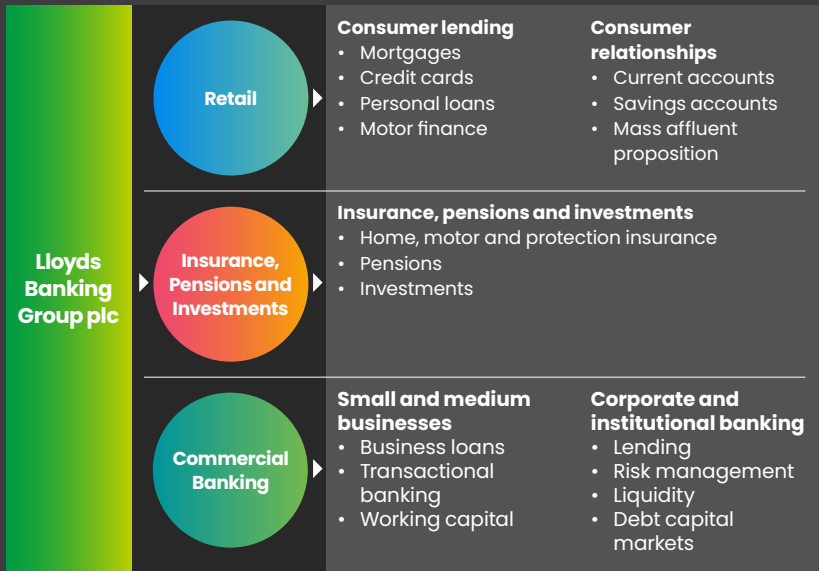 Lloyds
Banking
Group plc
Retail
Consumer lending
• Mortgages
• Credit cards
• Personal loans
• Motor finance
Consumer
relationships
• Current accounts
• Savings accounts
• Mass affluent
proposition
Insurance,
Pensions and
Investments
Insurance, pensions and investments
• Home, motor and protection insurance
• Pensions
• Investments
Commercial
Banking
Small and medium
businesses
• Business loans
• Transactional
banking
• Working capital
Corporate and
institutional banking
• Lending
• Risk management
• Liquidity
• Debt capital
markets